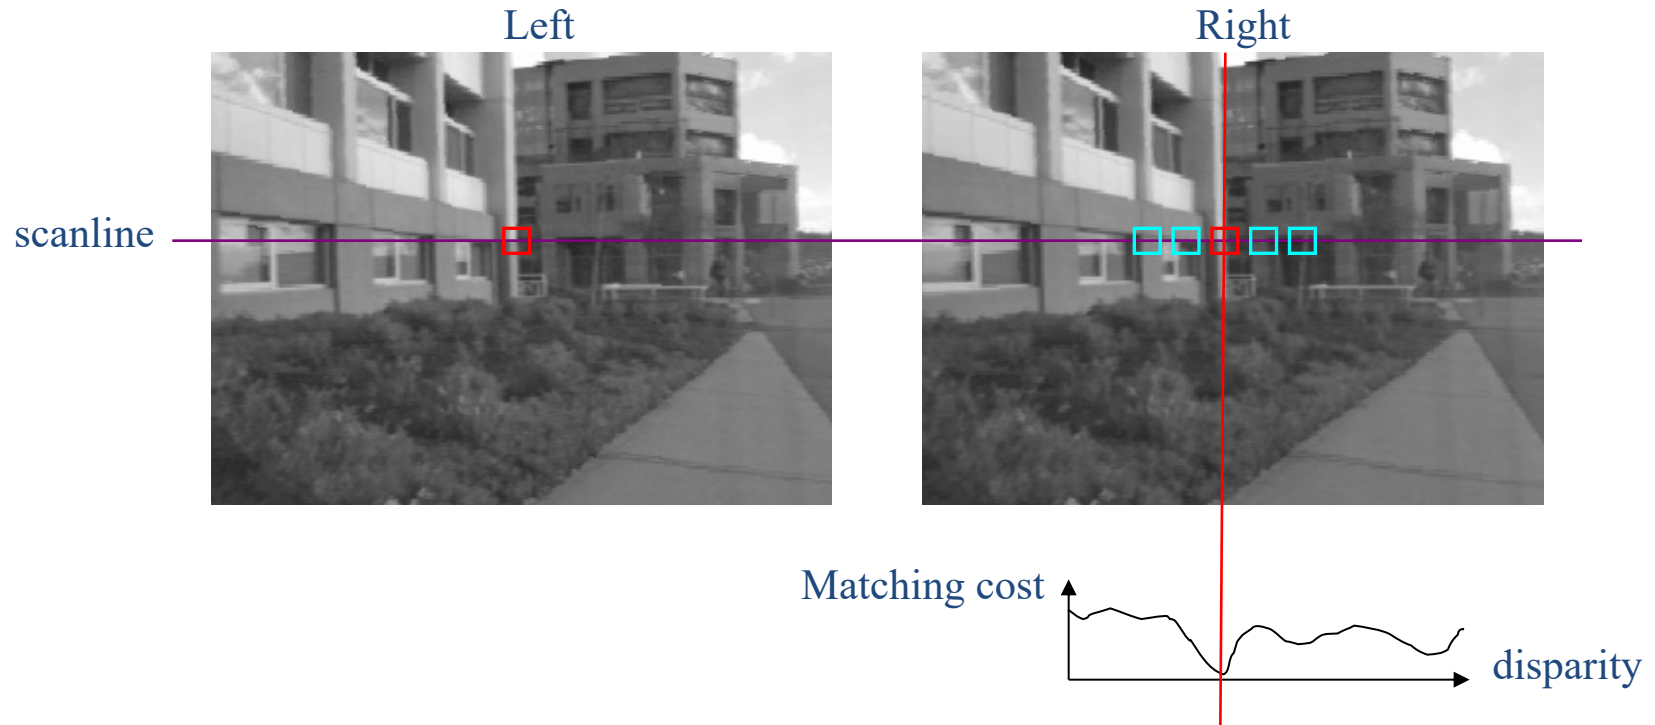 Left
Right
scanline
Matching cost
disparity